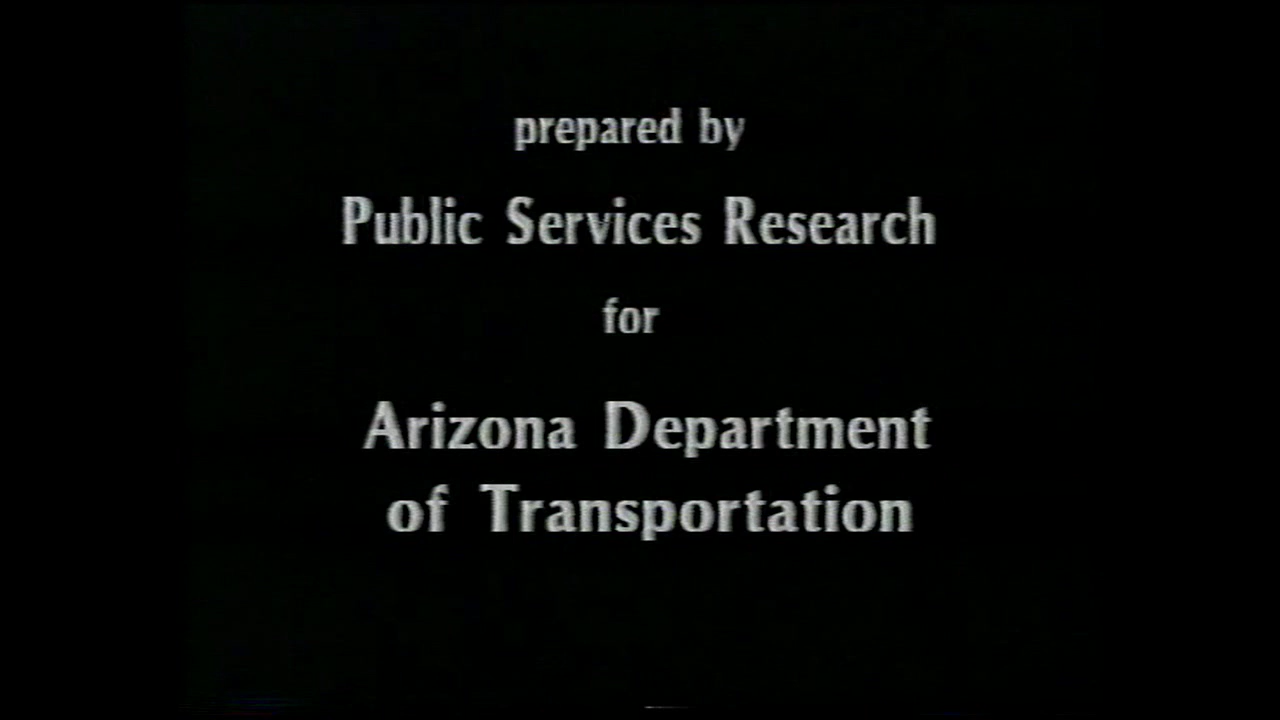 prepared by
Public Services Research
for
Arizona Department
of Transportation